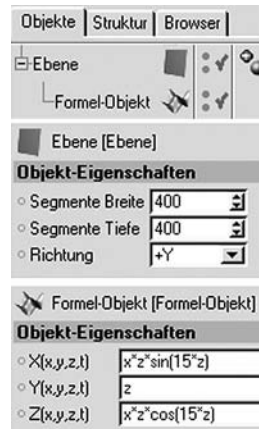 Objekte Struktur Browser
Ebene
Formel-Objekt
Ebene [Ebene]
Objekt-Eigenschaften
Segmente Breite 400
Segmente Tiefe 400
Richtung +Y
Formel-Objekt [Formel-Objekt]
Objekt-Eigenschaften
X(x,y,z,t) x*z*sin(15*z)
Y(x,y,z,t) z
Z(x,y,z,t) x*z*cos(15*z)